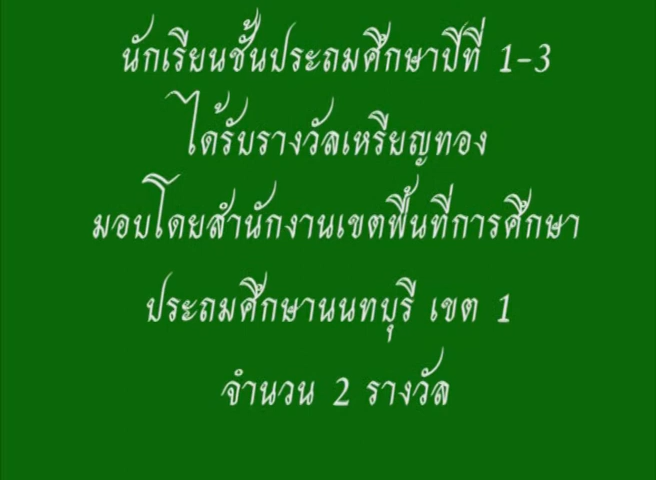 นักเรียนชั้นประถมศึกษาปีที่ 1-3
ได้รับรางวัลเหรียญทอง
มอบโดยสำนักงานเขตพื้นที่การศึกษา
ประถมศึกษานนทบุรี เขต 1
จำนวน 2 รางวัล